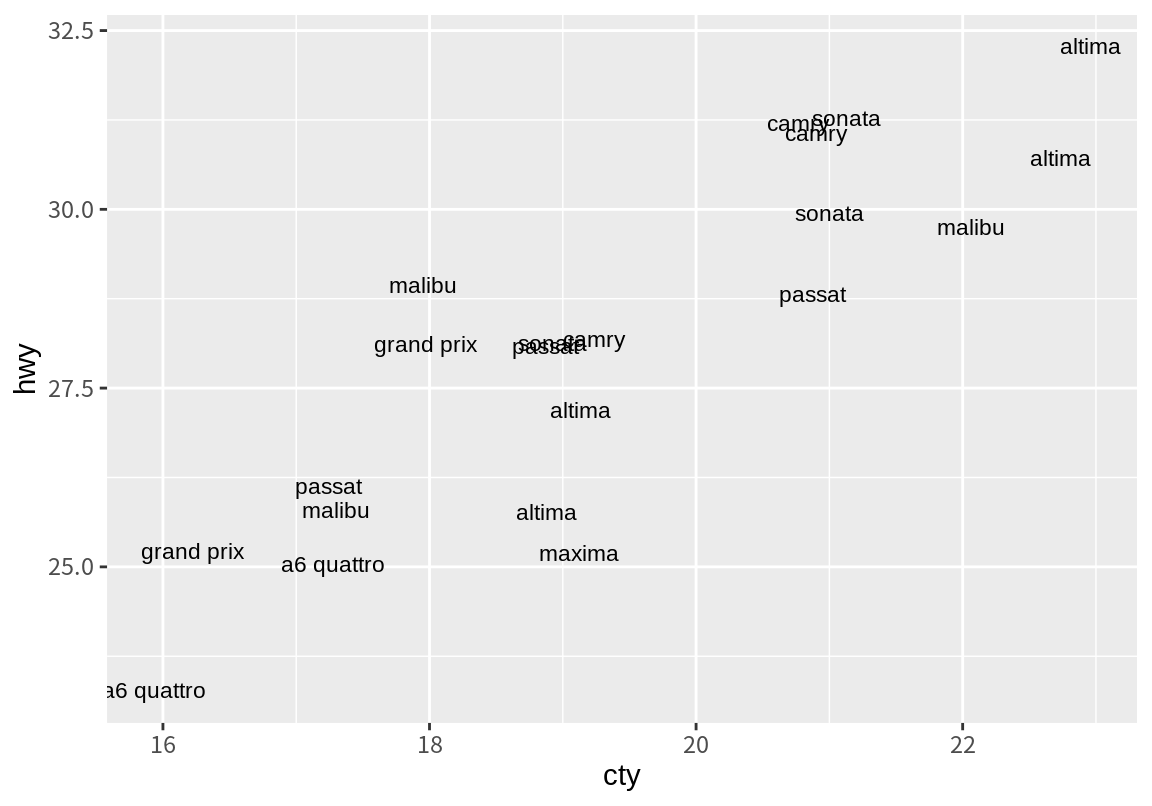 32.5
altima
camry
sonata
camry
altima
30.0
sonata
malibu
malibu
passat
grand prix
sonata
passat
camry
hwy
27.5
altima
passat
malibu
altima
grand prix
maxima
a6 quattro
25.0
a6 quattro
16
18
20
22
cty